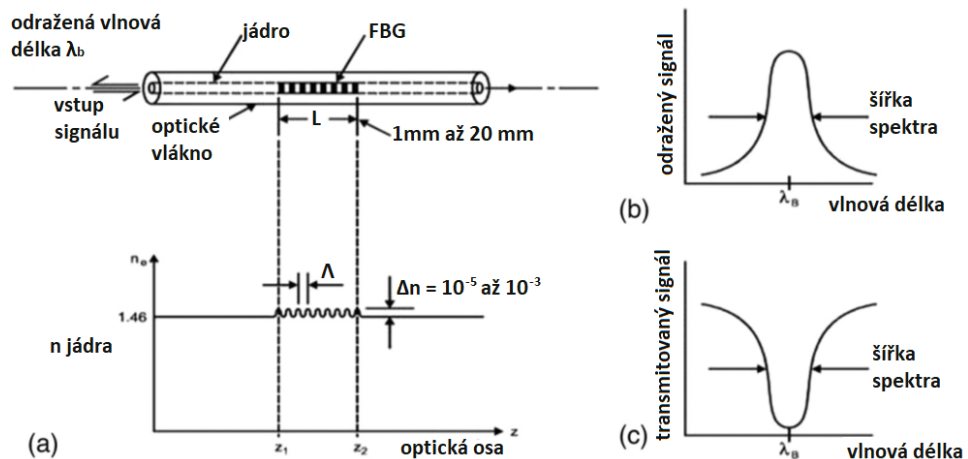 odražená vlnová
délka λb
jádro
FBG
vstup
signálu
optické
vlákno
L
1mm až 20 mm
ne
Λ
Δn = 10⁻⁵ až 10⁻³
1.46
n jádra
z1
z2
optická osa
z
(a)
odražený signál
šířka
spektra
λB
vlnová délka
(b)
transmitovaný signál
šířka
spektra
λB
vlnová délka
(c)